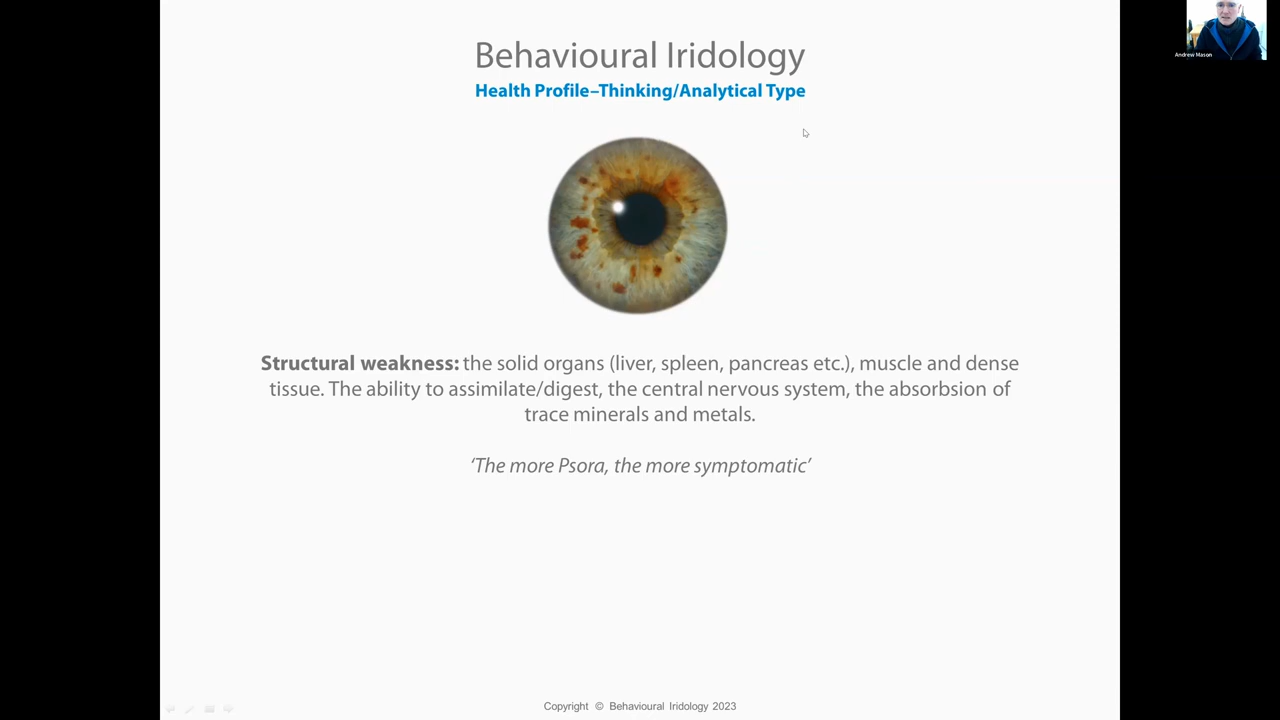 Behavioural Iridology
Health Profile–Thinking/Analytical Type
Andrew Mason
Structural weakness: the solid organs (liver, spleen, pancreas etc.), muscle and dense
tissue. The ability to assimilate/digest, the central nervous system, the absorbsion of
trace minerals and metals.
‘The more Psora, the more symptomatic’
Copyright © Behavioural Iridology 2023